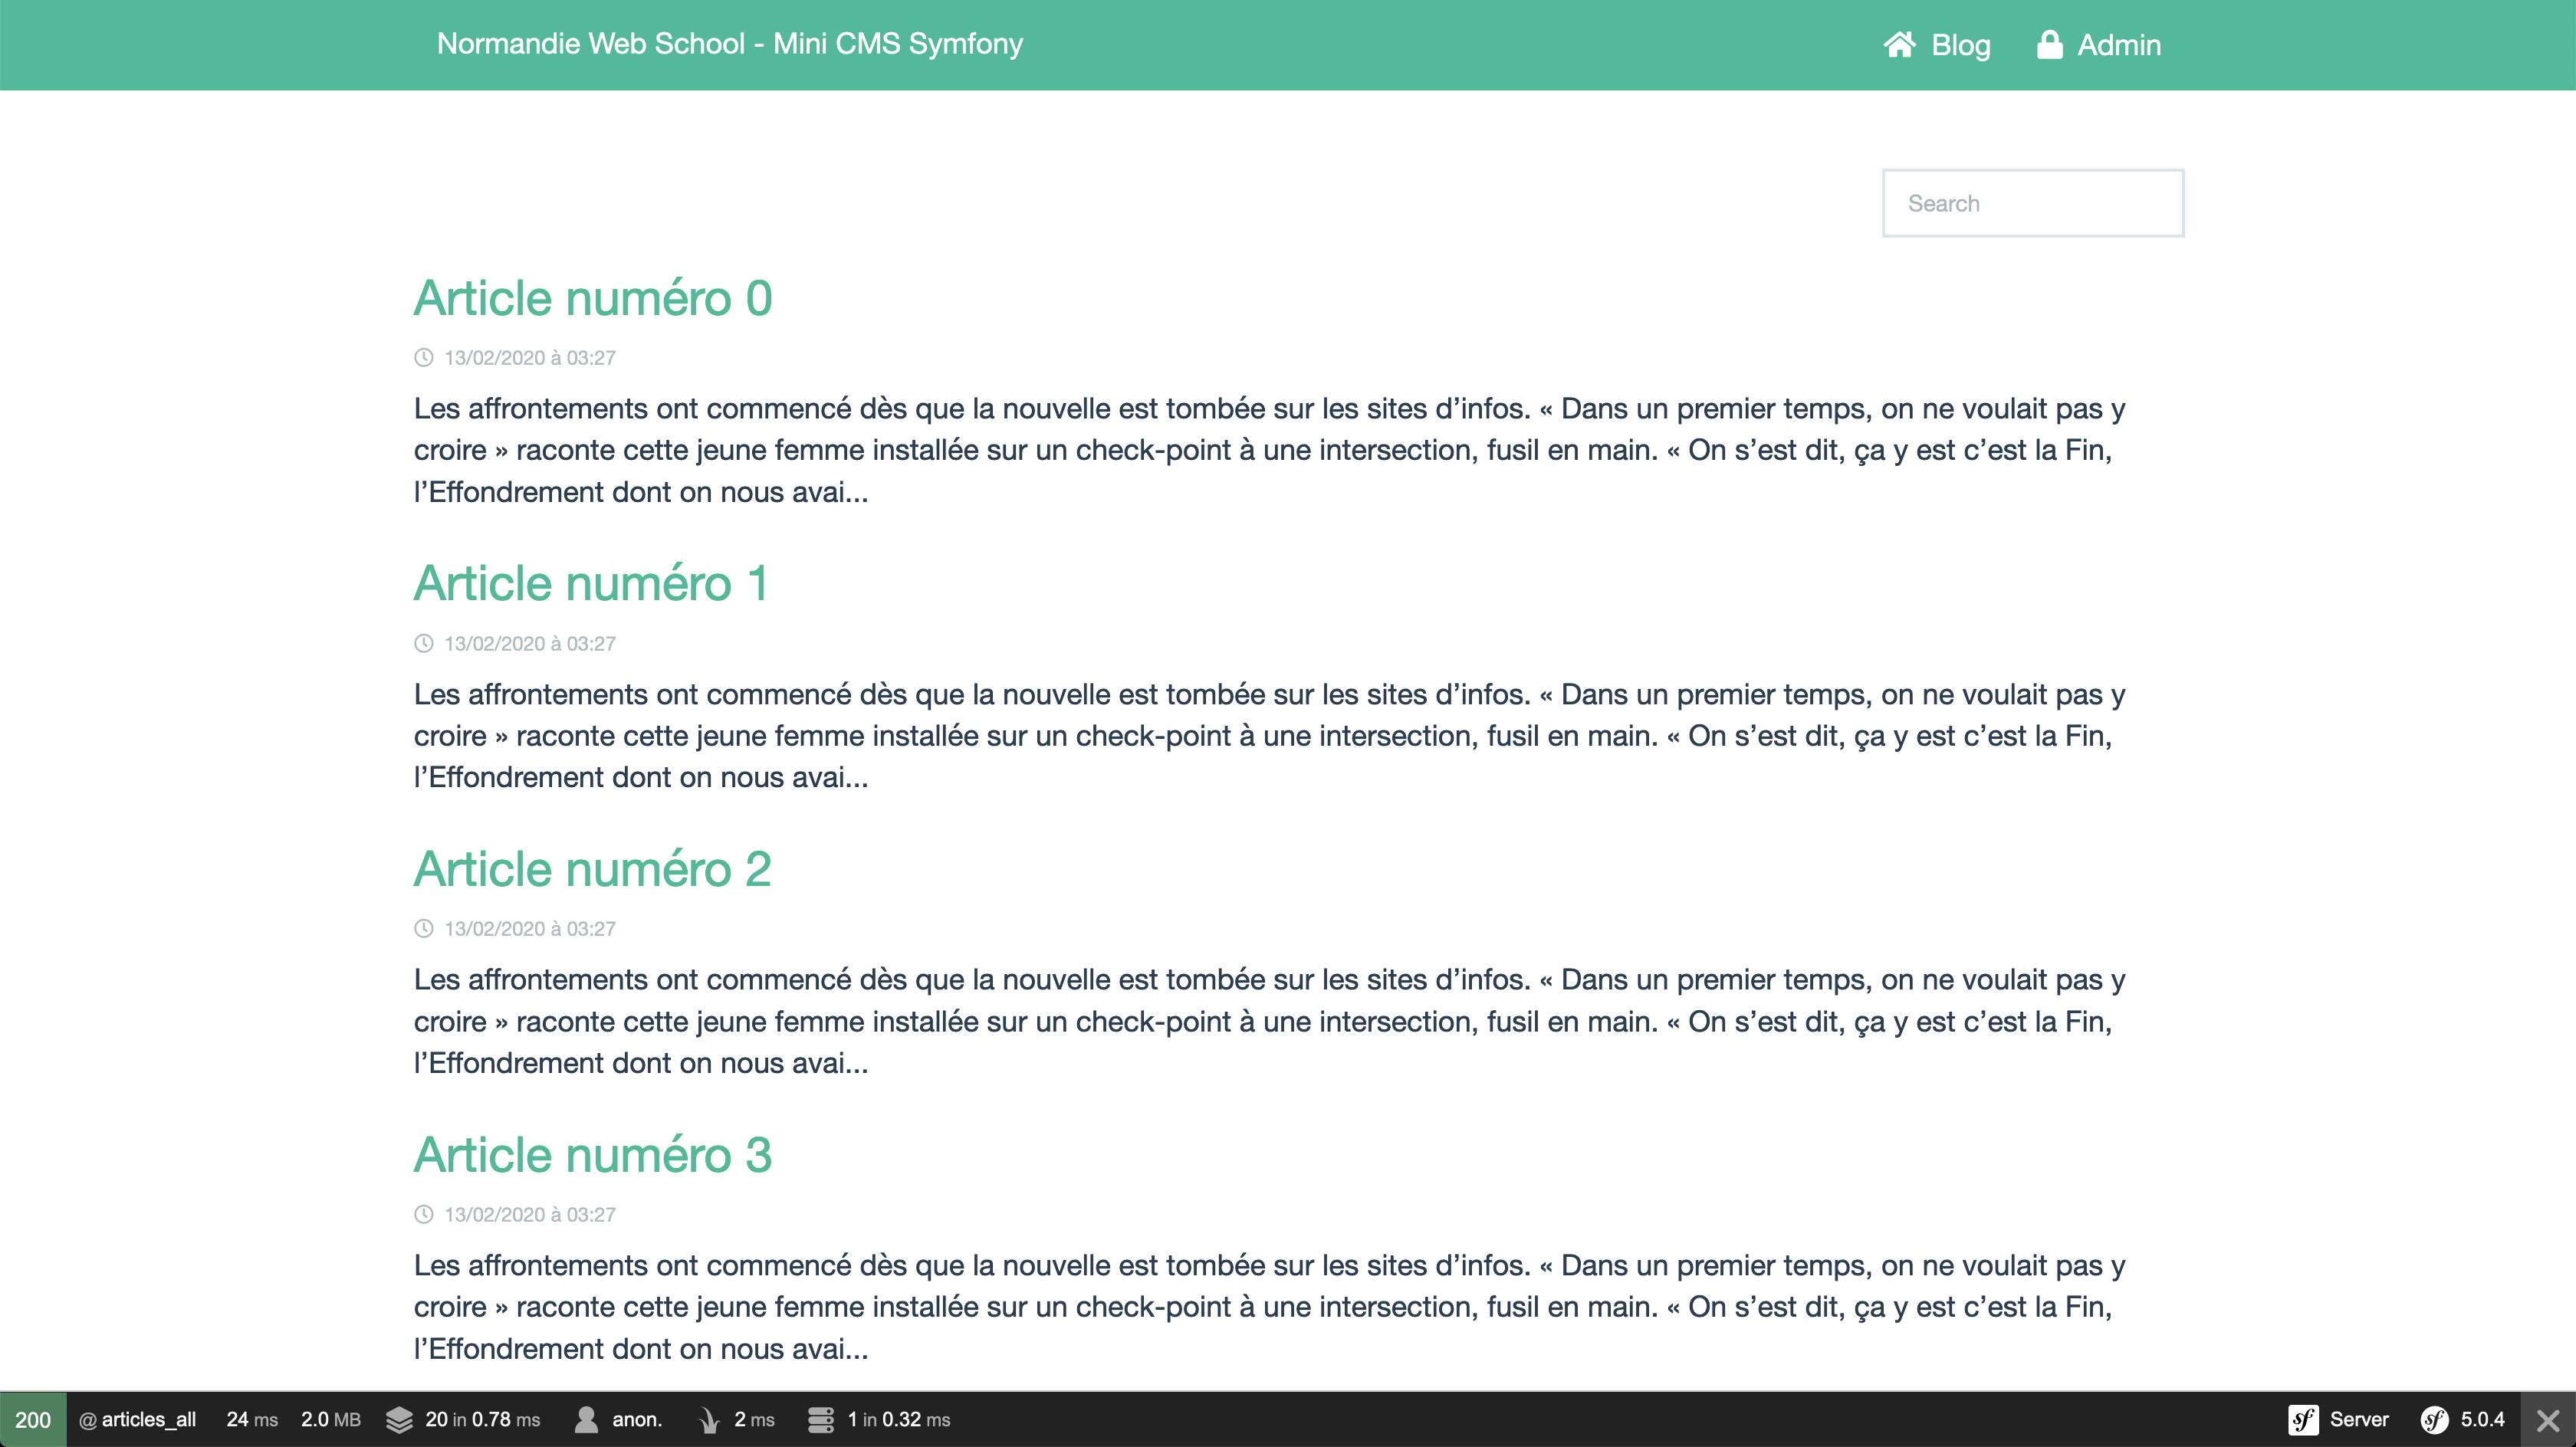 Normandie Web School - Mini CMS Symfony
Blog
Admin
Search
Article numéro 0
13/02/2020 à 03:27
Les affrontements ont commencé dès que la nouvelle est tombée sur les sites d’infos. « Dans un premier temps, on ne voulait pas y
croire » raconte cette jeune femme installée sur un check-point à une intersection, fusil en main. « On s’est dit, ça y est c’est la Fin,
l’Effondrement dont on nous avai...
Article numéro 1
13/02/2020 à 03:27
Les affrontements ont commencé dès que la nouvelle est tombée sur les sites d’infos. « Dans un premier temps, on ne voulait pas y
croire » raconte cette jeune femme installée sur un check-point à une intersection, fusil en main. « On s’est dit, ça y est c’est la Fin,
l’Effondrement dont on nous avai...
Article numéro 2
13/02/2020 à 03:27
Les affrontements ont commencé dès que la nouvelle est tombée sur les sites d’infos. « Dans un premier temps, on ne voulait pas y
croire » raconte cette jeune femme installée sur un check-point à une intersection, fusil en main. « On s’est dit, ça y est c’est la Fin,
l’Effondrement dont on nous avai...
Article numéro 3
13/02/2020 à 03:27
Les affrontements ont commencé dès que la nouvelle est tombée sur les sites d’infos. « Dans un premier temps, on ne voulait pas y
croire » raconte cette jeune femme installée sur un check-point à une intersection, fusil en main. « On s’est dit, ça y est c’est la Fin,
l’Effondrement dont on nous avai...
200 @ articles_all 24 ms 2.0 MB 20 in 0.78 ms anon. 2 ms 1 in 0.32 ms sf Server sf 5.0.4